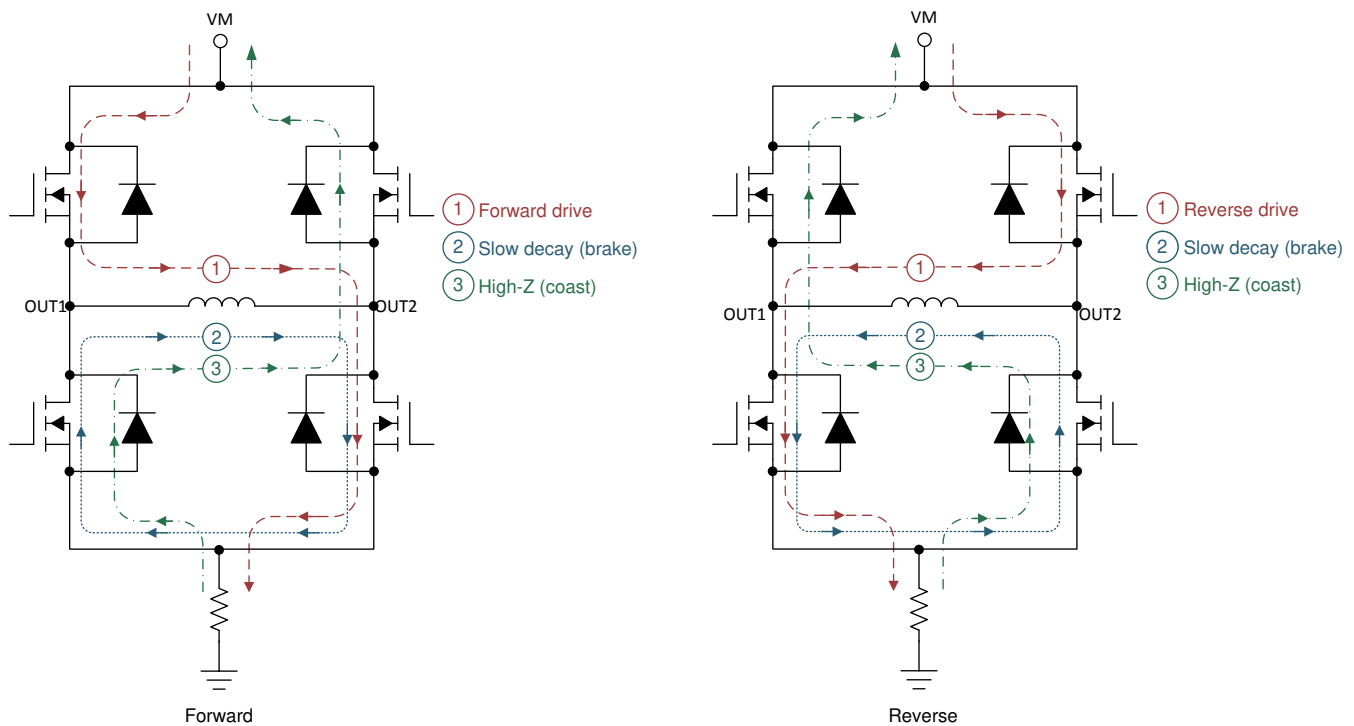 VM
1 Forward drive
2 Slow decay (brake)
3 High-Z (coast)
1
OUT1
OUT2
2
3
Forward
VM
1 Reverse drive
2 Slow decay (brake)
3 High-Z (coast)
1
OUT1
OUT2
2
3
Reverse